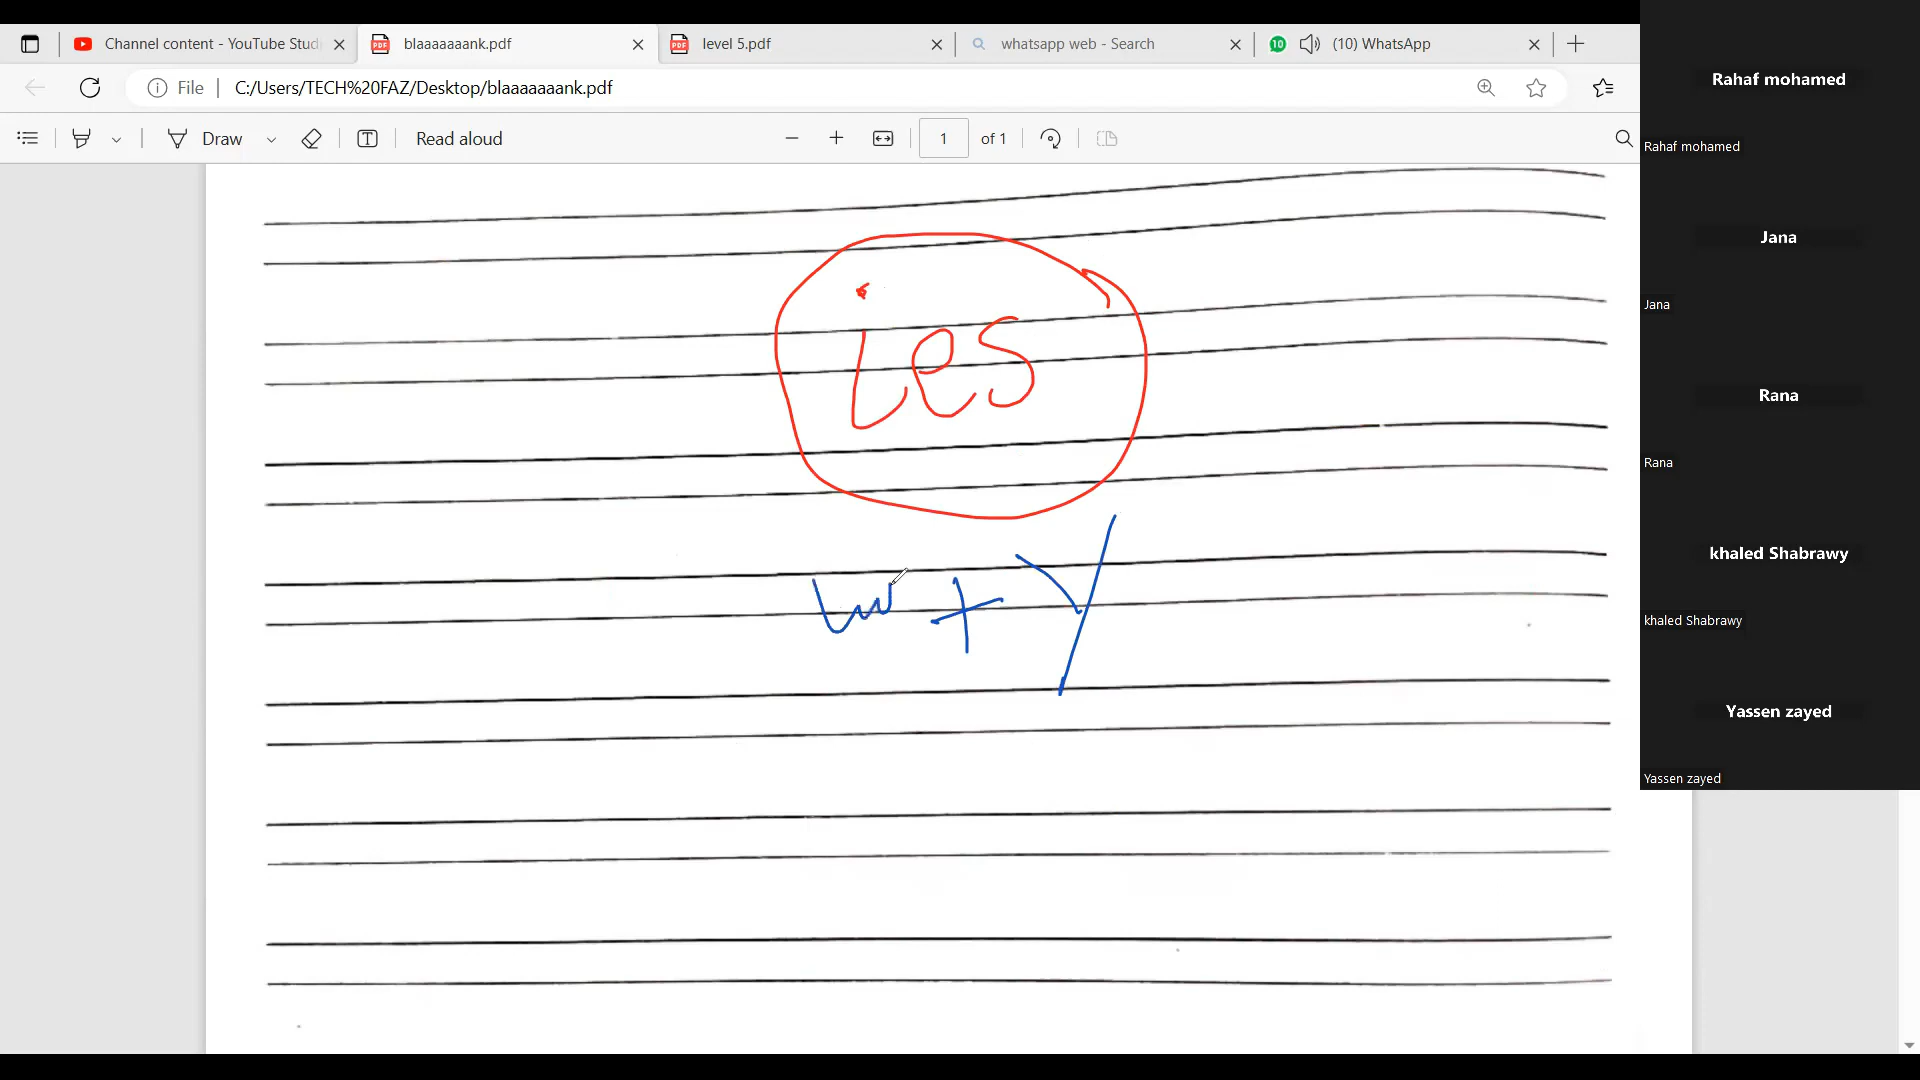 Channel content - YouTube Studi
blaaaaaaank.pdf
level 5.pdf
whatsapp web - Search
10
(10) WhatsApp
File
C:/Users/TECH%20FAZ/Desktop/blaaaaaaank.pdf
Draw
Read aloud
1
of 1
ies
w + y
Rahaf mohamed
Rahaf mohamed
Jana
Jana
Rana
Rana
khaled Shabrawy
khaled Shabrawy
Yassen zayed
Yassen zayed